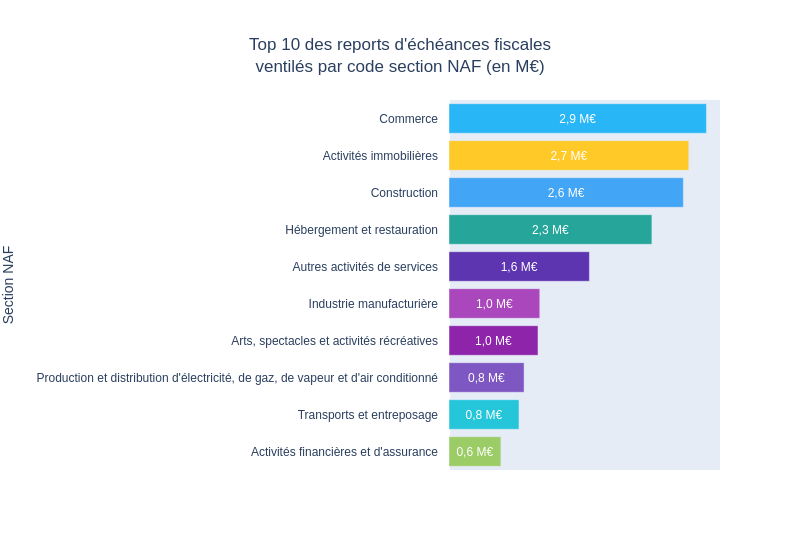 Top 10 des reports d'échéances fiscales
ventilés par code section NAF (en M€)
Section NAF
Commerce 2,9 M€
Activités immobilières 2,7 M€
Construction 2,6 M€
Hébergement et restauration 2,3 M€
Autres activités de services 1,6 M€
Industrie manufacturière 1,0 M€
Arts, spectacles et activités récréatives 1,0 M€
Production et distribution d'électricité, de gaz, de vapeur et d'air conditionné 0,8 M€
Transports et entreposage 0,8 M€
Activités financières et d'assurance 0,6 M€